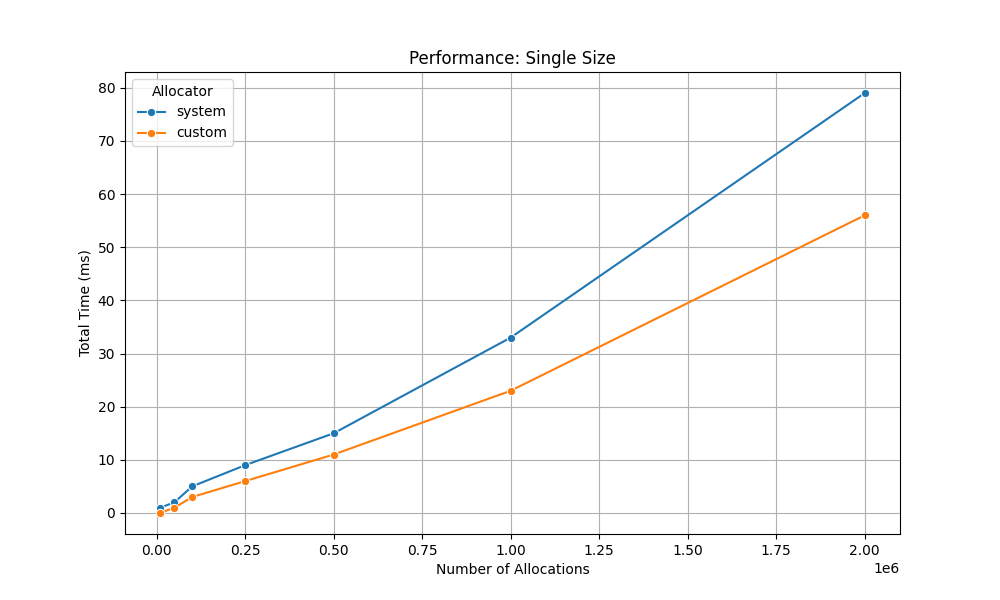 Performance: Single Size
Allocator
system
custom
Total Time (ms)
80
70
60
50
40
30
20
10
0
0.00 0.25 0.50 0.75 1.00 1.25 1.50 1.75 2.00
1e6
Number of Allocations